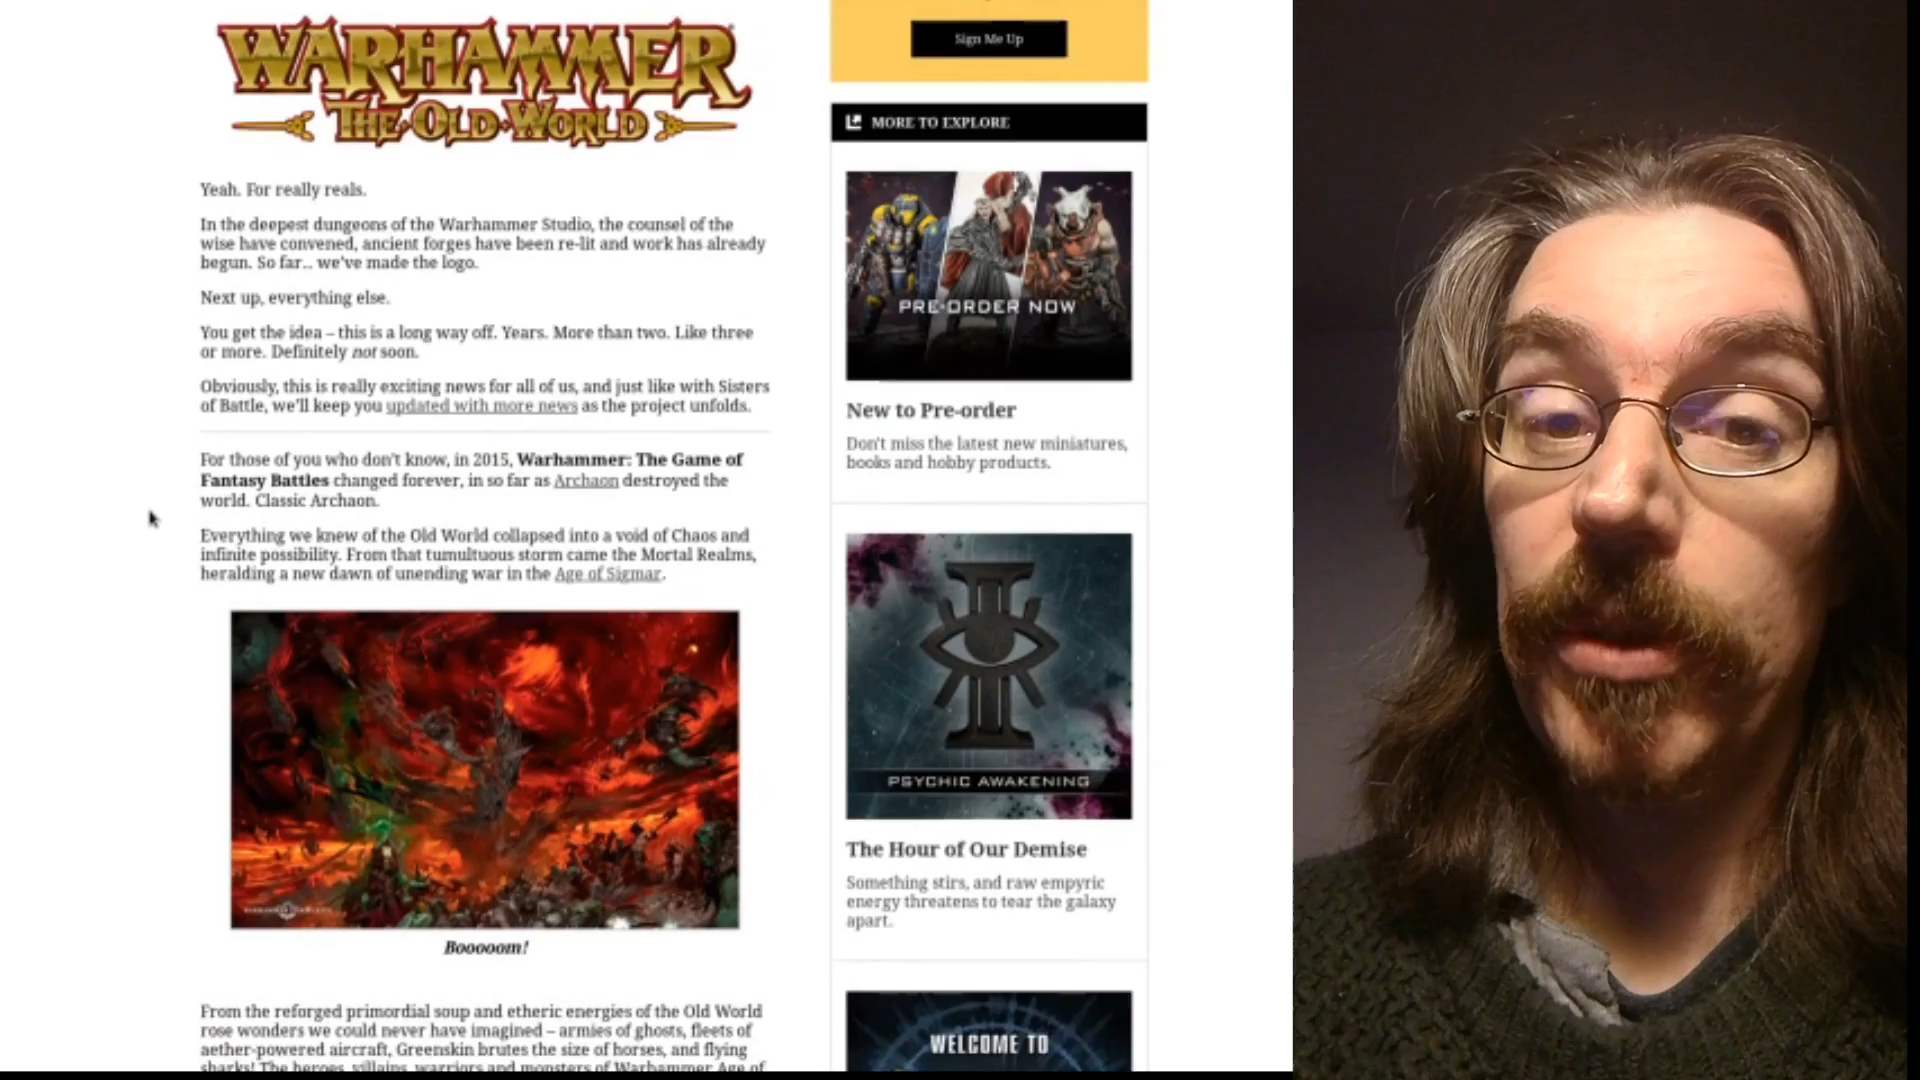 WARHAMMER
THE OLD WORLD
Yeah. For really reals.
In the deepest dungeons of the Warhammer Studio, the counsel of the
wise have convened, ancient forges have been re-lit and work has already
begun. So far... we've made the logo.
Next up, everything else.
You get the idea – this is a long way off. Years. More than two. Like three
or more. Definitely not soon.
Obviously, this is really exciting news for all of us, and just like with Sisters
of Battle, we'll keep you updated with more news as the project unfolds.
For those of you who don't know, in 2015, Warhammer: The Game of
Fantasy Battles changed forever, in so far as Archaon destroyed the
world. Classic Archaon.
Everything we knew of the Old World collapsed into a void of Chaos and
infinite possibility. From that tumultuous storm came the Mortal Realms,
heralding a new dawn of unending war in the Age of Sigmar.
Booooom!
From the reforged primordial soup and etheric energies of the Old World
rose wonders we could never have imagined – armies of ghosts, fleets of
aether-powered aircraft, Greenskin brutes the size of horses, and flying
sharks! The heroes, villains, warriors and monsters of Warhammer Age of
Sign Me Up
MORE TO EXPLORE
PRE-ORDER NOW
New to Pre-order
Don't miss the latest new miniatures,
books and hobby products.
PSYCHIC AWAKENING
The Hour of Our Demise
Something stirs, and raw empyric
energy threatens to tear the galaxy
apart.
WELCOME TO